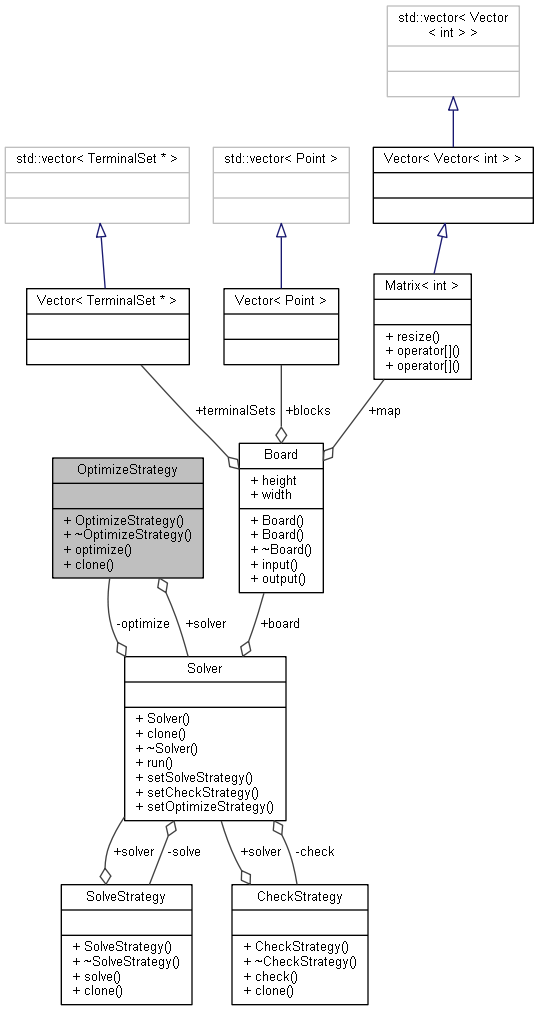 std::vector< Vector
< int > >
std::vector< TerminalSet * >
std::vector< Point >
Vector< Vector< int > >
Vector< TerminalSet * >
Vector< Point >
Matrix< int >
+ resize()
+ operator[]()
+ operator[]()
+terminalSets
+blocks
+map
OptimizeStrategy
+ OptimizeStrategy()
+ ~OptimizeStrategy()
+ optimize()
+ clone()
Board
+ height
+ width
+ Board()
+ Board()
+ ~Board()
+ input()
+ output()
-optimize
+solver
+board
Solver
+ Solver()
+ clone()
+ ~Solver()
+ run()
+ setSolveStrategy()
+ setCheckStrategy()
+ setOptimizeStrategy()
+solver
-solve
+solver
-check
SolveStrategy
+ SolveStrategy()
+ ~SolveStrategy()
+ solve()
+ clone()
CheckStrategy
+ CheckStrategy()
+ ~CheckStrategy()
+ check()
+ clone()